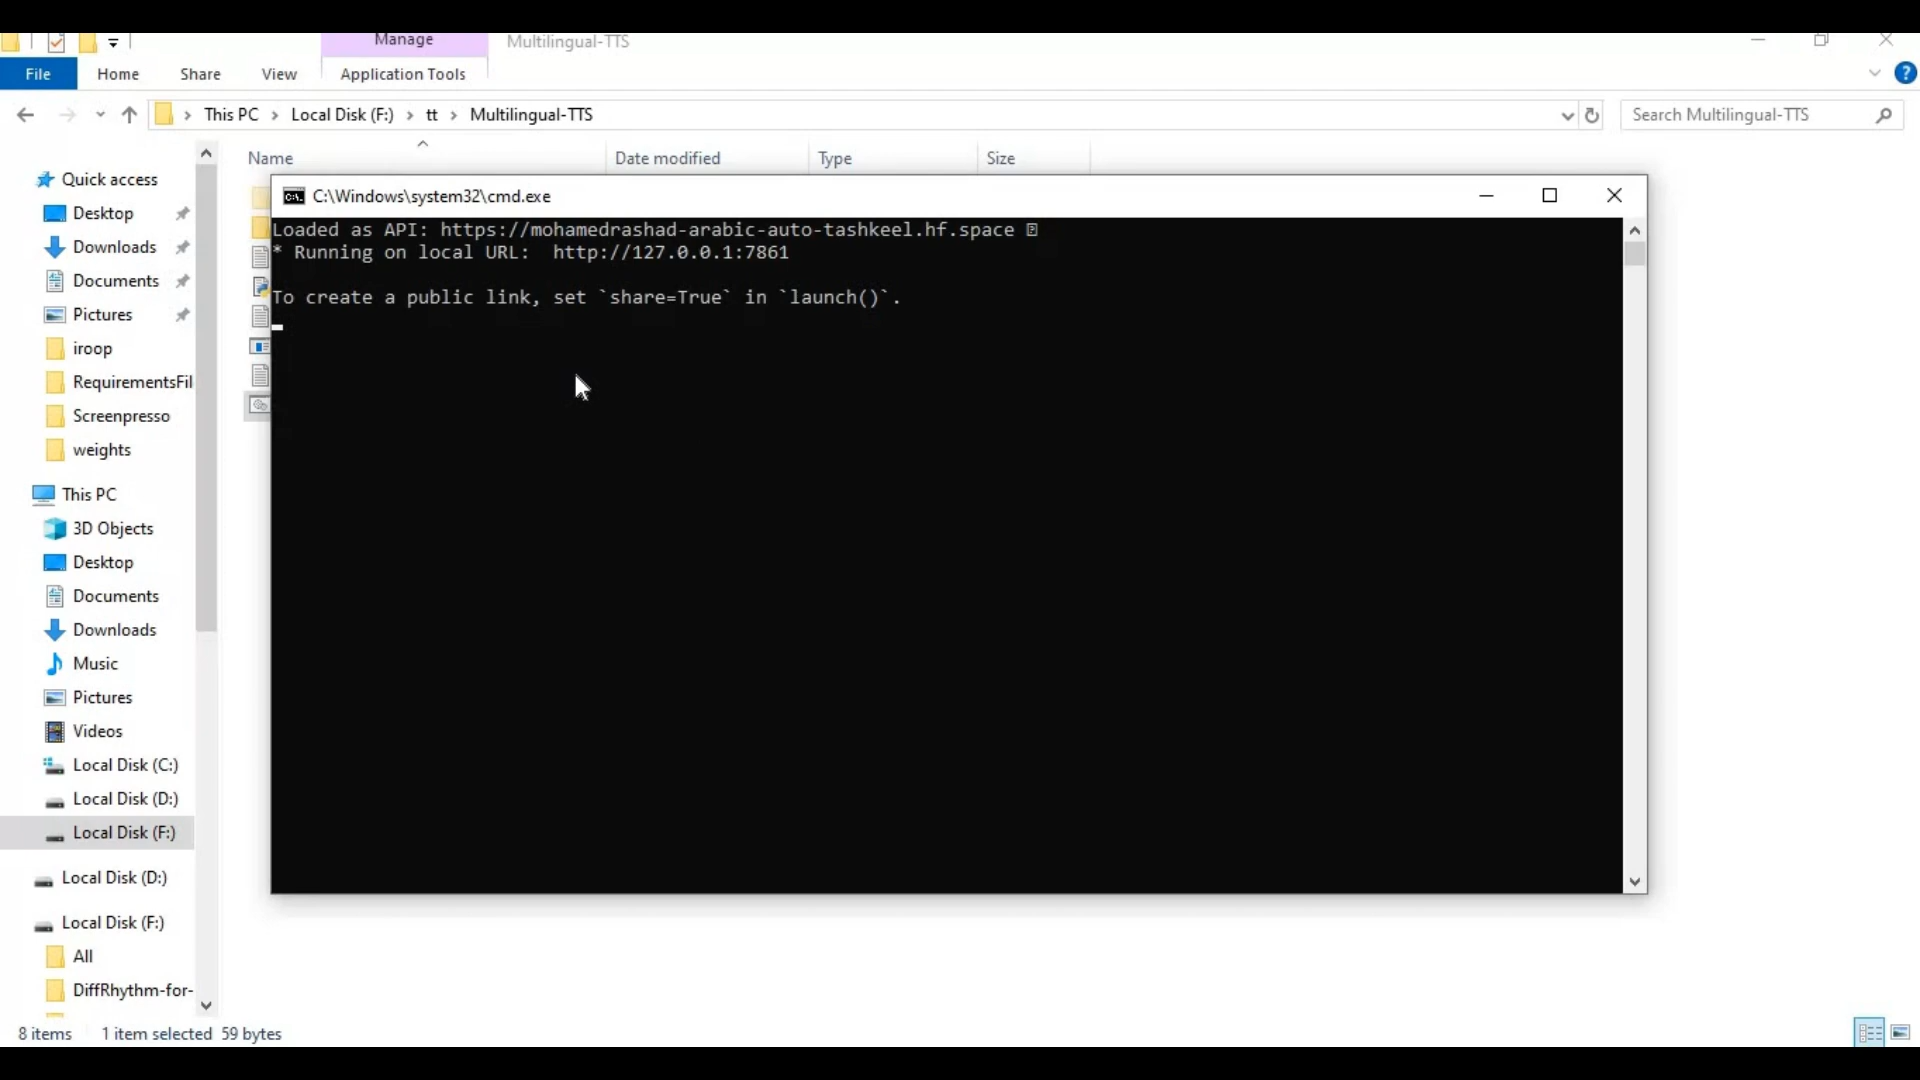 Manage
Multilingual-TTS
File
Home
Share
View
Application Tools
This PC
Local Disk (F:)
tt
Multilingual-TTS
Search Multilingual-TTS
Name
Date modified
Type
Size
Quick access
Desktop
Downloads
Documents
Pictures
iroop
RequirementsFil
Screenpresso
weights
This PC
3D Objects
Desktop
Documents
Downloads
Music
Pictures
Videos
Local Disk (C:)
Local Disk (D:)
Local Disk (F:)
Local Disk (D:)
Local Disk (F:)
All
DiffRhythm-for-
C:\Windows\system32\cmd.exe
Loaded as API: https://mohamedrashad-arabic-auto-tashkeel.hf.space
* Running on local URL:  http://127.0.0.1:7861
To create a public link, set `share=True` in `launch()`.
8 items
1 item selected 59 bytes